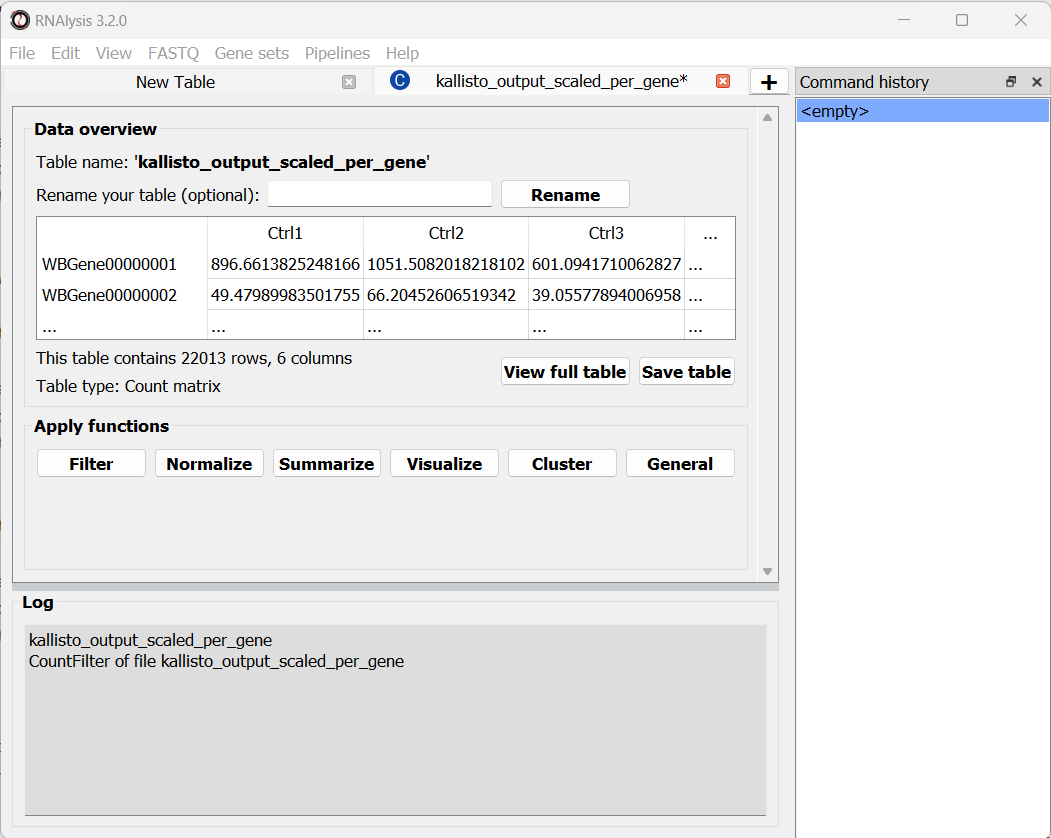 RNAlysis 3.2.0
File Edit View FASTQ Gene sets Pipelines Help
New Table
C kallisto_output_scaled_per_gene*
+
Command history
<empty>
Data overview
Table name: 'kallisto_output_scaled_per_gene'
Rename your table (optional): Rename
Ctrl1 Ctrl2 Ctrl3 ...
WBGene00000001 896.6613825248166 1051.5082018218102 601.0941710062827 ...
WBGene00000002 49.47989983501755 66.20452606519342 39.05577894006958 ...
... ... ... ... ...
This table contains 22013 rows, 6 columns
Table type: Count matrix
View full table Save table
Apply functions
Filter Normalize Summarize Visualize Cluster General
Log
kallisto_output_scaled_per_gene
CountFilter of file kallisto_output_scaled_per_gene